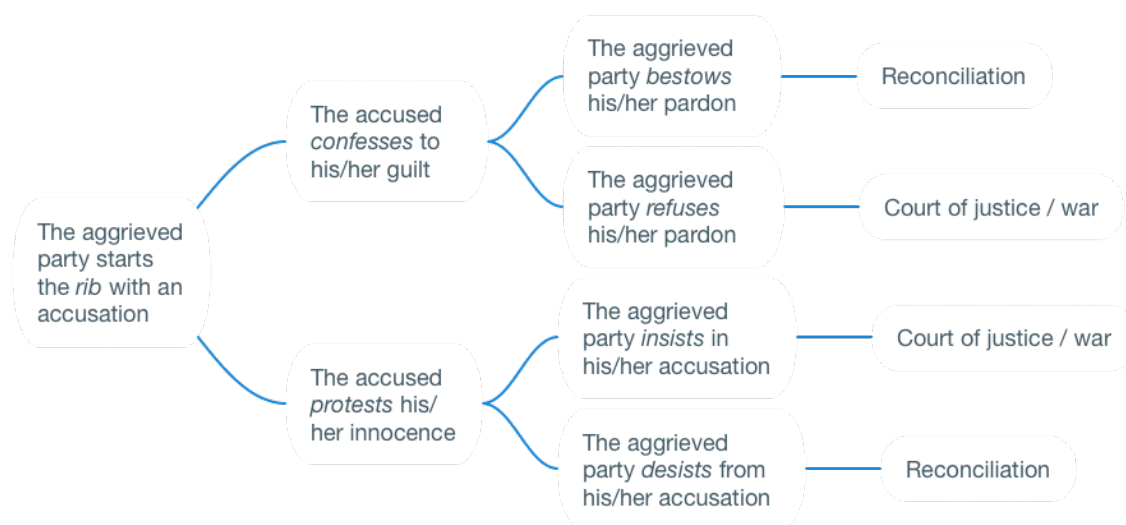 The aggrieved
party starts
the rib with an
accusation
The accused
confesses to
his/her guilt
The aggrieved
party bestows
his/her pardon
Reconciliation
The aggrieved
party refuses
his/her pardon
Court of justice / war
The accused
protests his/
her innocence
The aggrieved
party insists in
his/her accusation
Court of justice / war
The aggrieved
party desists from
his/her accusation
Reconciliation